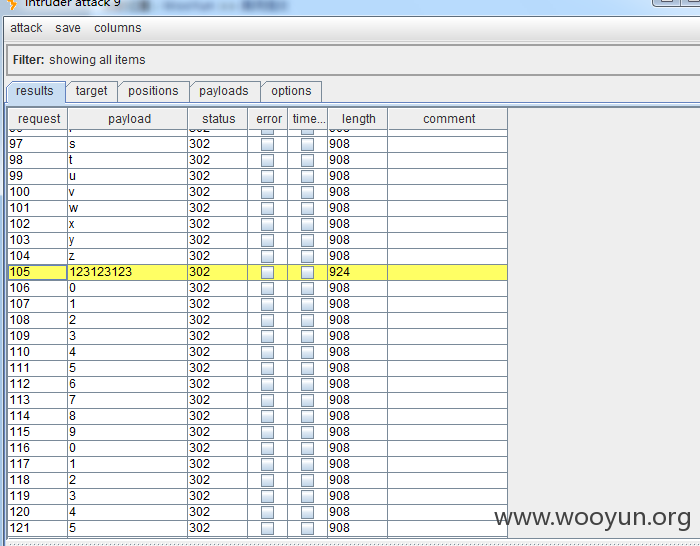 Intruder attack 9
attack save columns
Filter: showing all items
results target positions payloads options
request payload status error time... length comment
97 s 302 908
98 t 302 908
99 u 302 908
100 v 302 908
101 w 302 908
102 x 302 908
103 y 302 908
104 z 302 908
105 123123123 302 924
106 0 302 908
107 1 302 908
108 2 302 908
109 3 302 908
110 4 302 908
111 5 302 908
112 6 302 908
113 7 302 908
114 8 302 908
115 9 302 908
116 0 302 908
117 1 302 908
118 2 302 908
119 3 302 908
120 4 302 908
121 5 302 908
www.wooyun.org